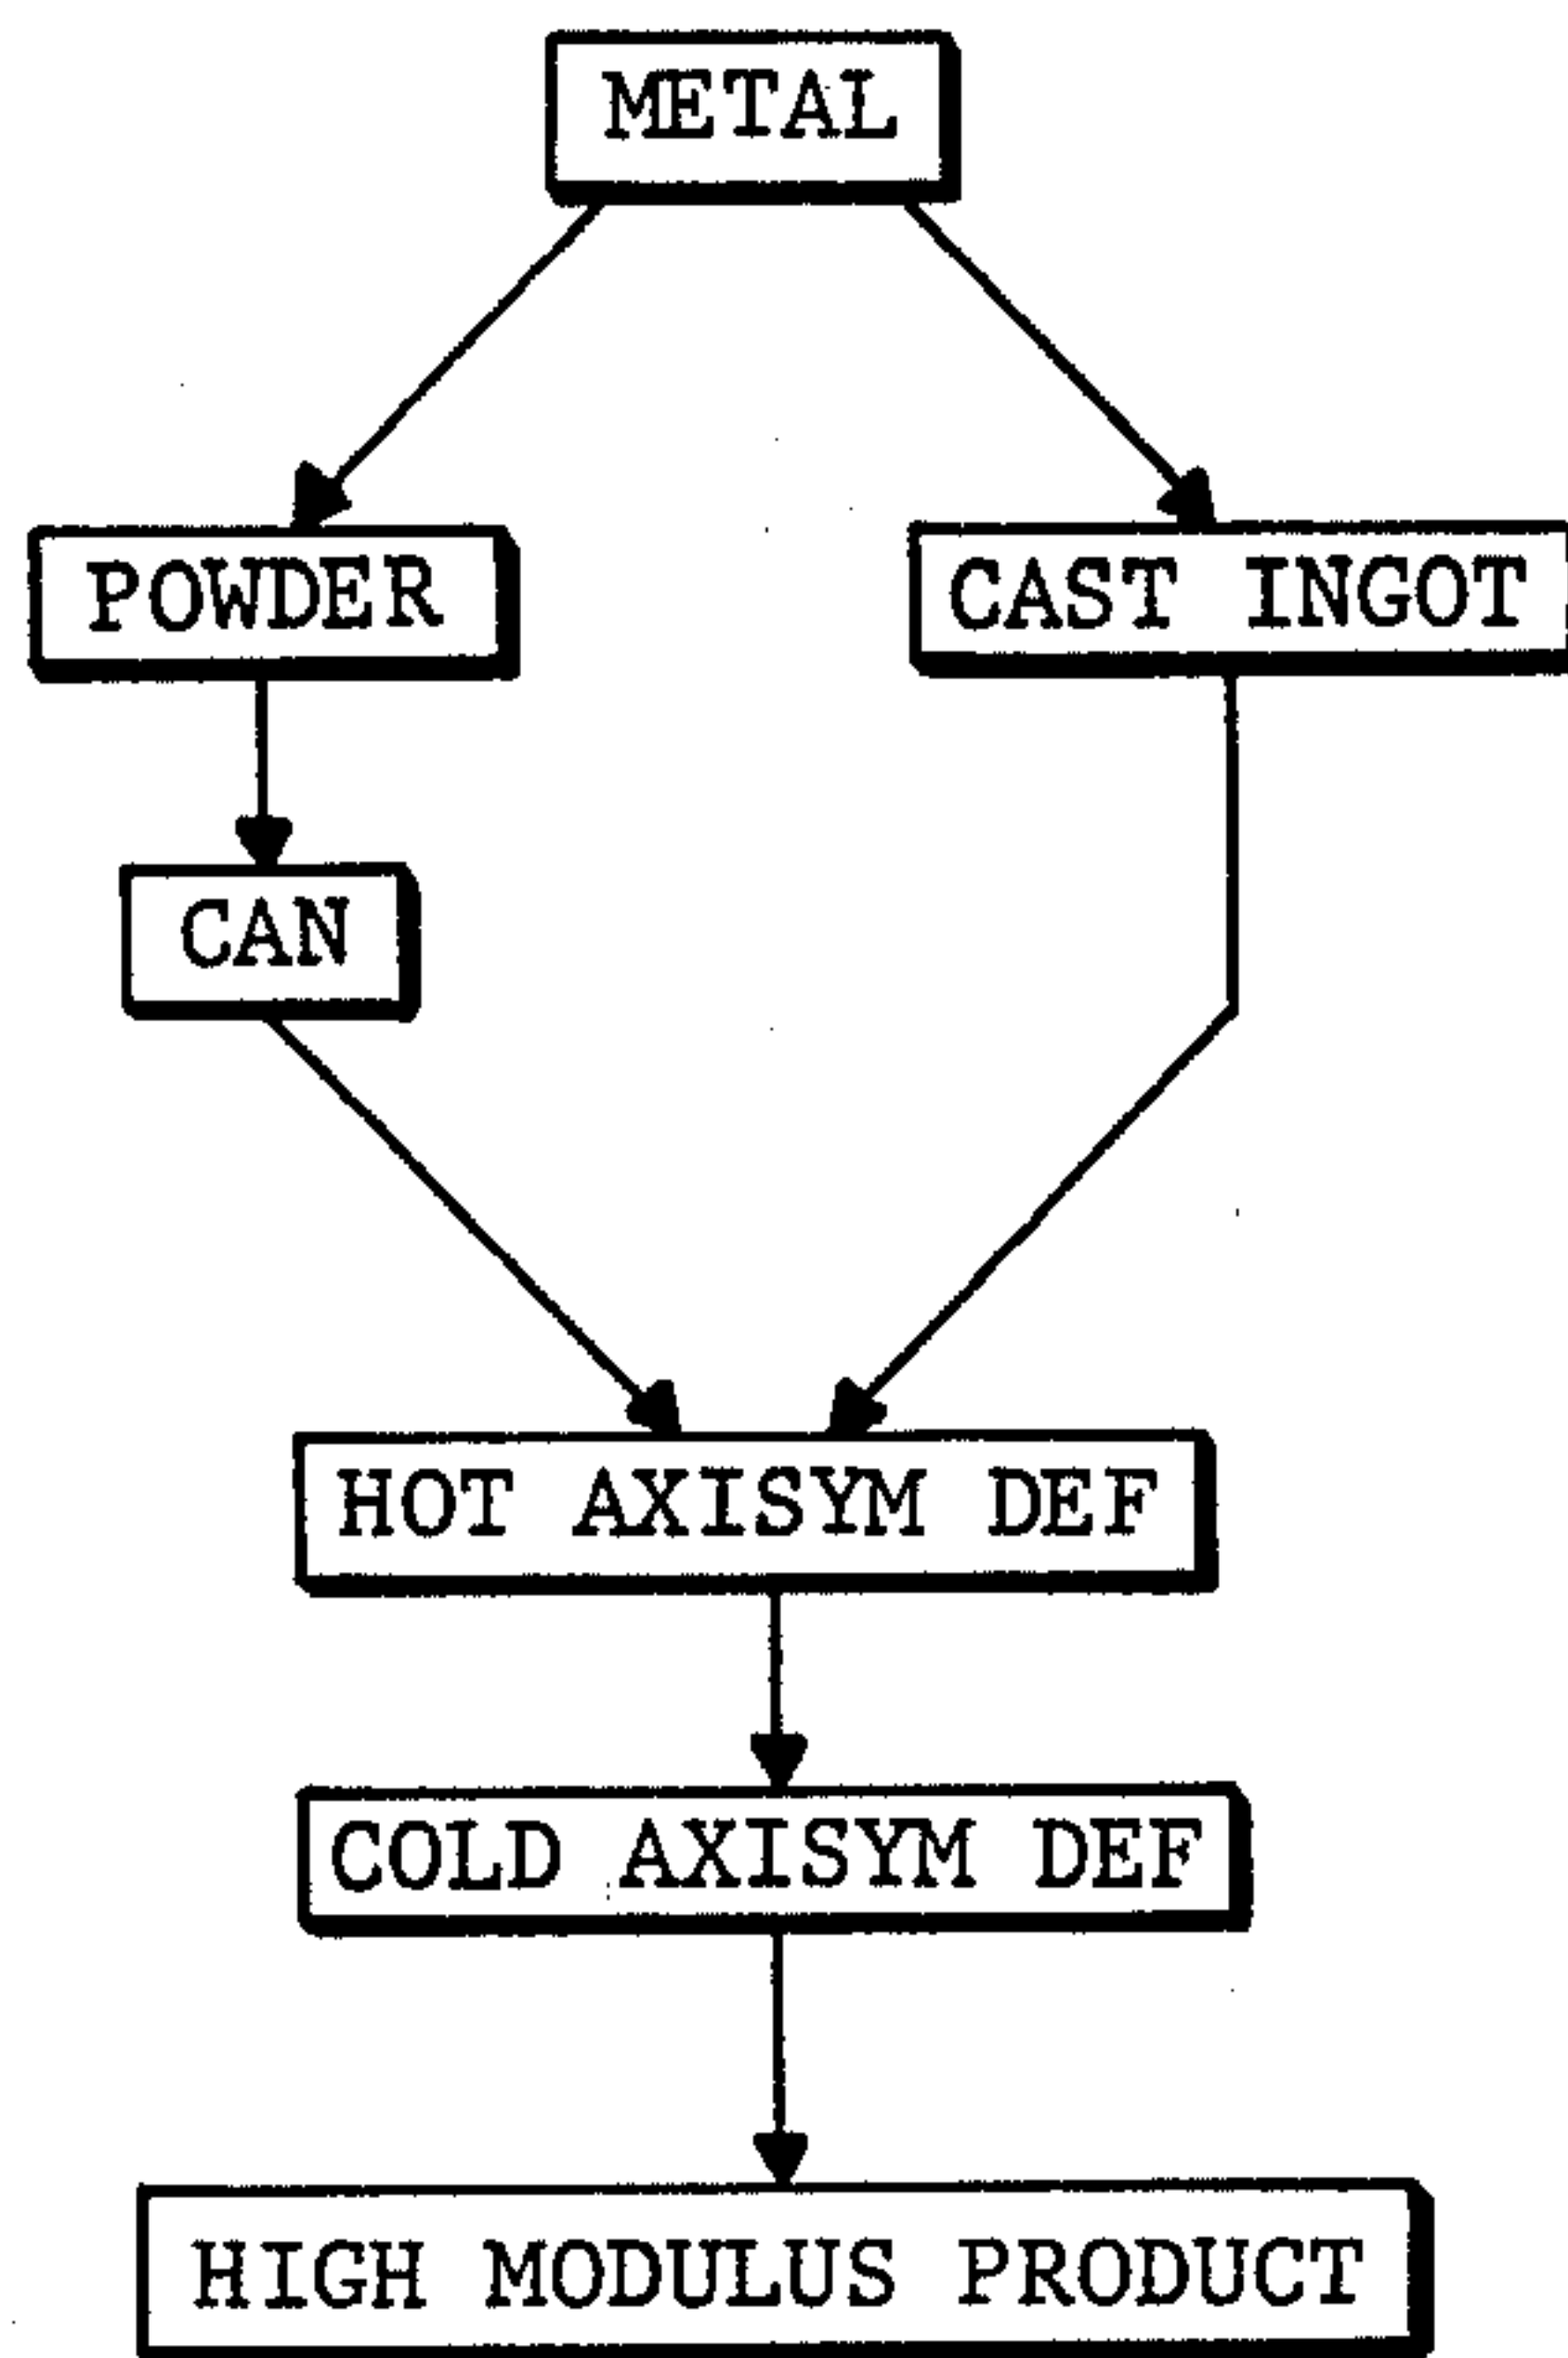 METAL
POWDER
CAST INGOT
CAN
HOT AXISYM DEF
COLD AXISYM DEF
HIGH MODULUS PRODUCT